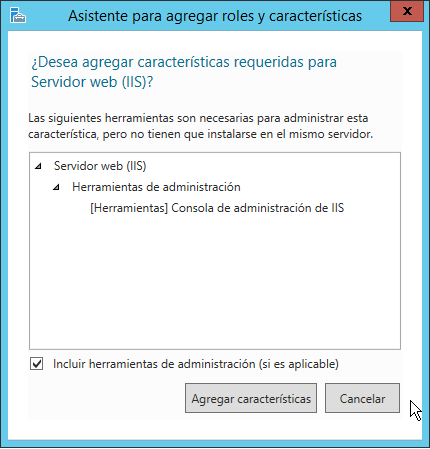 Asistente para agregar roles y características
x
¿Desea agregar características requeridas para
Servidor web (IIS)?
Las siguientes herramientas son necesarias para administrar esta
característica, pero no tienen que instalarse en el mismo servidor.
Servidor web (IIS)
Herramientas de administración
[Herramientas] Consola de administración de IIS
Incluir herramientas de administración (si es aplicable)
Agregar características
Cancelar